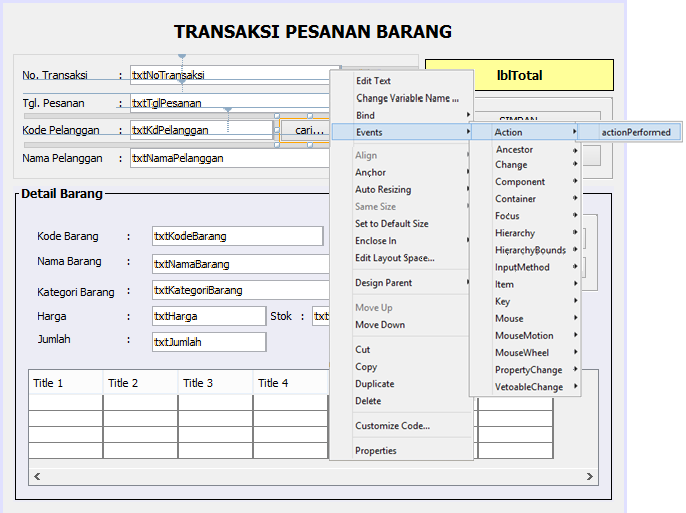 TRANSAKSI PESANAN BARANG
No. Transaksi : txtNoTransaksi
lblTotal
Tgl. Pesanan : txtTglPesanan
Kode Pelanggan : txtKdPelanggan cari...
Nama Pelanggan : txtNamaPelanggan
Detail Barang
Kode Barang : txtKodeBarang
Nama Barang : txtNamaBarang
Kategori Barang : txtKategoriBarang
Harga : txtHarga Stok :
Jumlah : txtJumlah
Title 1 Title 2 Title 3 Title 4
Edit Text
Change Variable Name ...
Bind
Events
Align
Anchor
Auto Resizing
Same Size
Set to Default Size
Enclose In
Edit Layout Space...
Design Parent
Move Up
Move Down
Cut
Copy
Duplicate
Delete
Customize Code...
Properties
Action
Ancestor
Change
Component
Container
Focus
Hierarchy
HierarchyBounds
InputMethod
Item
Key
Mouse
MouseMotion
MouseWheel
PropertyChange
VetoableChange
actionPerformed